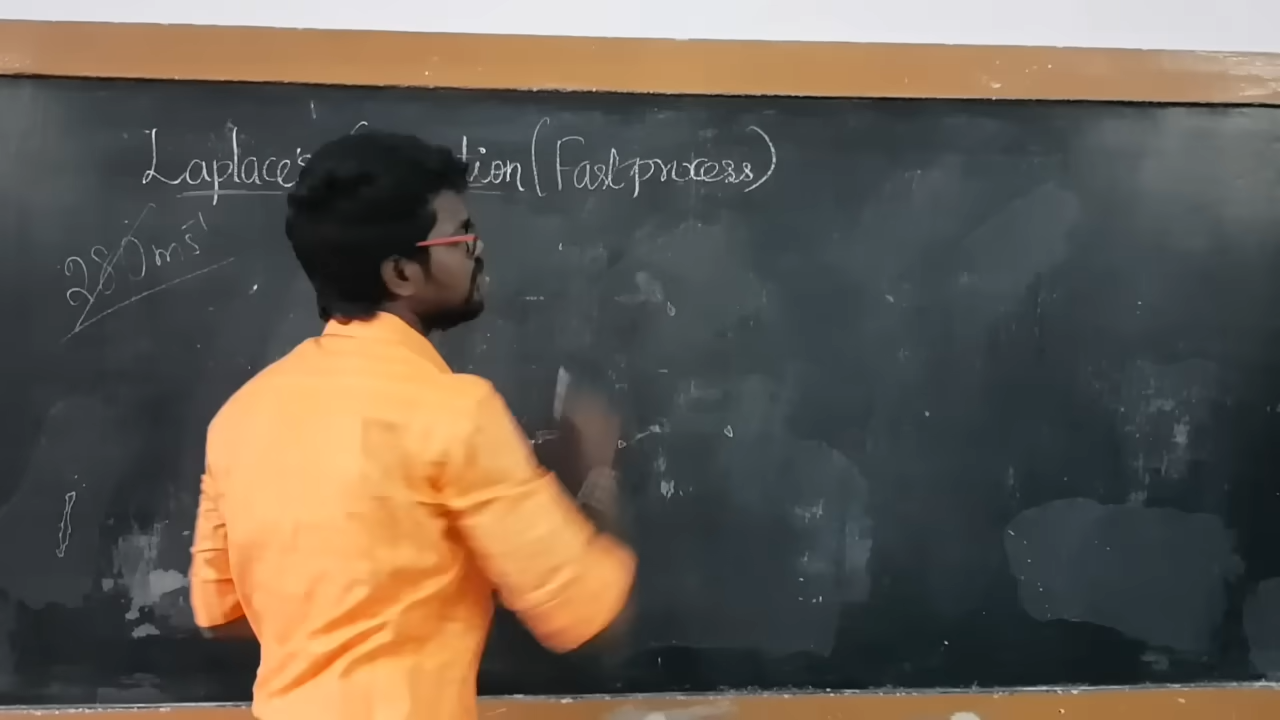 Laplace's tion (Fast process)
280 ms⁻¹